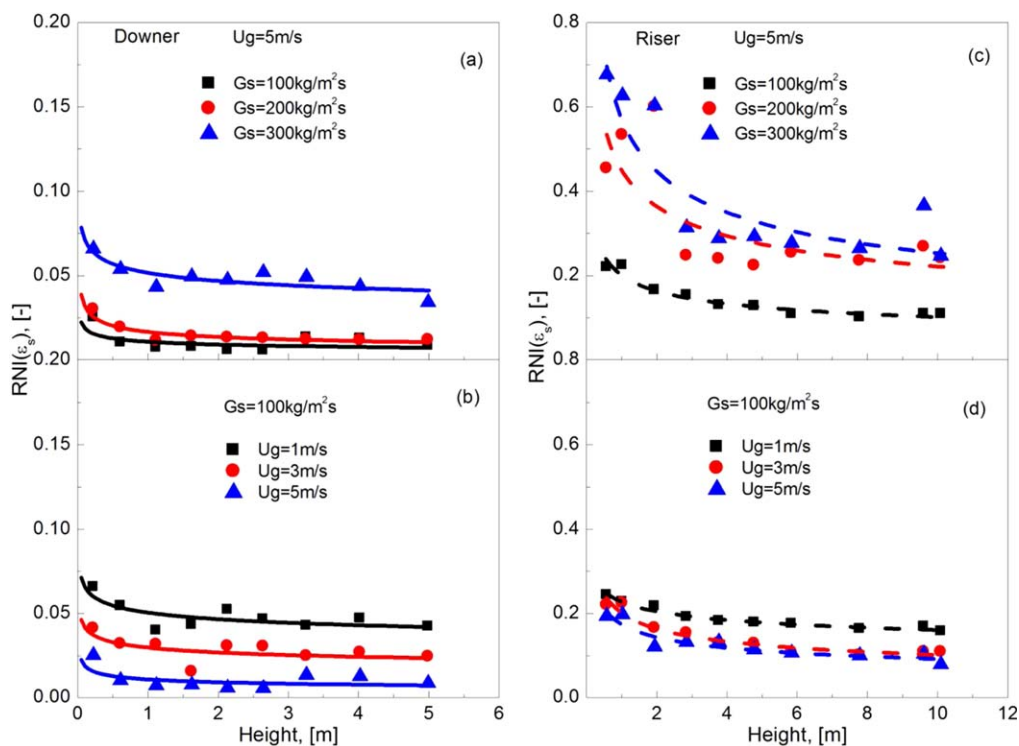 Downer Ug=5m/s
(a)
Gs=100kg/m²s
Gs=200kg/m²s
Gs=300kg/m²s
0.20
0.15
0.10
0.05
0.20
RNI(εs), [-]
Riser Ug=5m/s
(c)
Gs=100kg/m²s
Gs=200kg/m²s
Gs=300kg/m²s
0.8
0.6
0.4
0.2
0.8
RNI(εs), [-]
(b)
Gs=100kg/m²s
Ug=1m/s
Ug=3m/s
Ug=5m/s
0.15
0.10
0.05
0.00
RNI(εs), [-]
0 1 2 3 4 5 6
Height, [m]
(d)
Gs=100kg/m²s
Ug=1m/s
Ug=3m/s
Ug=5m/s
0.6
0.4
0.2
0.0
RNI(εs), [-]
2 4 6 8 10 12
Height, [m]